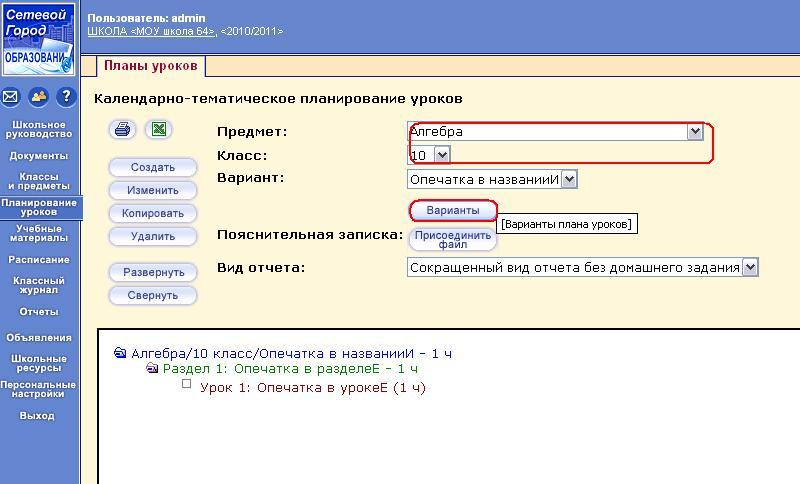 Сетевой
Город
ОБРАЗОВАНИ
Пользователь: admin
ШКОЛА <МОУ школа 64>, <2010/2011>
Планы уроков
Календарно-тематическое планирование уроков
Школьное
руководство
Документы
Классы
и предметы
Планирование
уроков
Учебные
материалы
Расписание
Классный
журнал
Отчеты
Объявления
Школьные
ресурсы
Персональные
настройки
Выход
Создать
Изменить
Копировать
Удалить
Развернуть
Свернуть
Предмет: Алгебра
Класс: 10
Вариант: Опечатка в названииИ
Варианты
[Варианты плана уроков]
Пояснительная записка: Присоединить
файл
Вид отчета: Сокращенный вид отчета без домашнего задания
Алгебра/10 класс/Опечатка в названииИ - 1 ч
Раздел 1: Опечатка в разделеЕ - 1 ч
Урок 1: Опечатка в урокеЕ (1 ч)